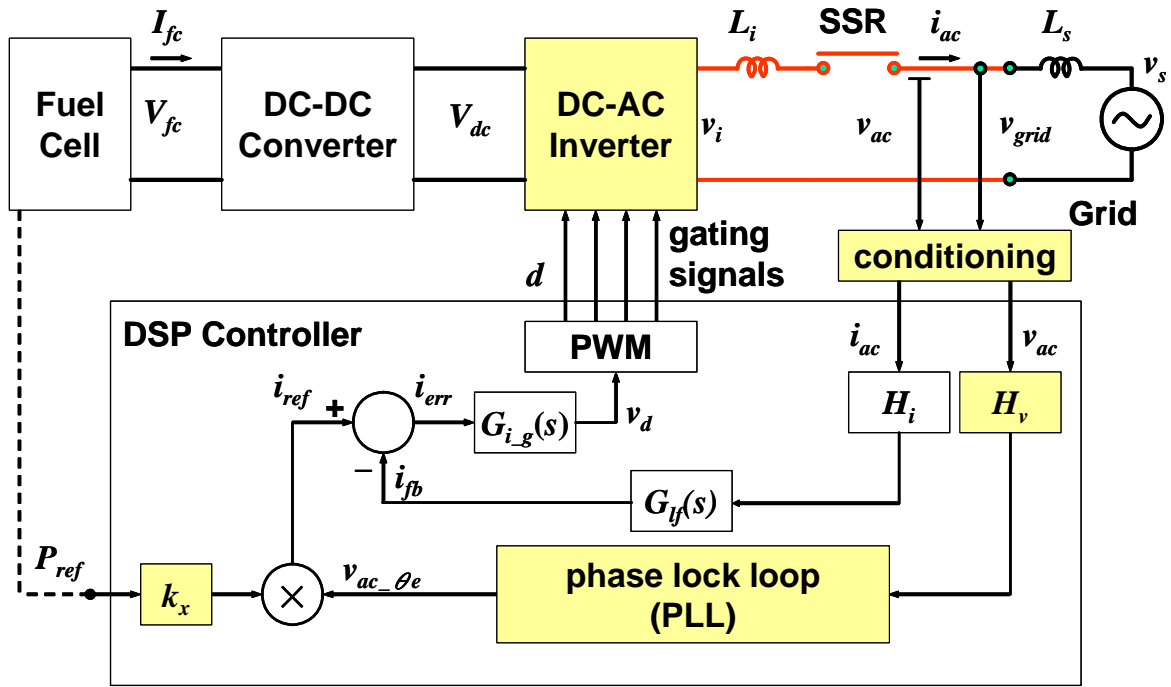 I_fc
L_i
SSR
i_ac
L_s
v_s
Fuel
Cell
V_fc
DC-DC
Converter
V_dc
DC-AC
Inverter
v_i
v_ac
v_grid
Grid
d
gating
signals
conditioning
DSP Controller
PWM
i_ac
v_ac
i_ref
+
i_err
G_i_g(s)
v_d
H_i
H_v
−
i_fb
G_lf(s)
P_ref
k_x
×
v_ac_θe
phase lock loop
(PLL)